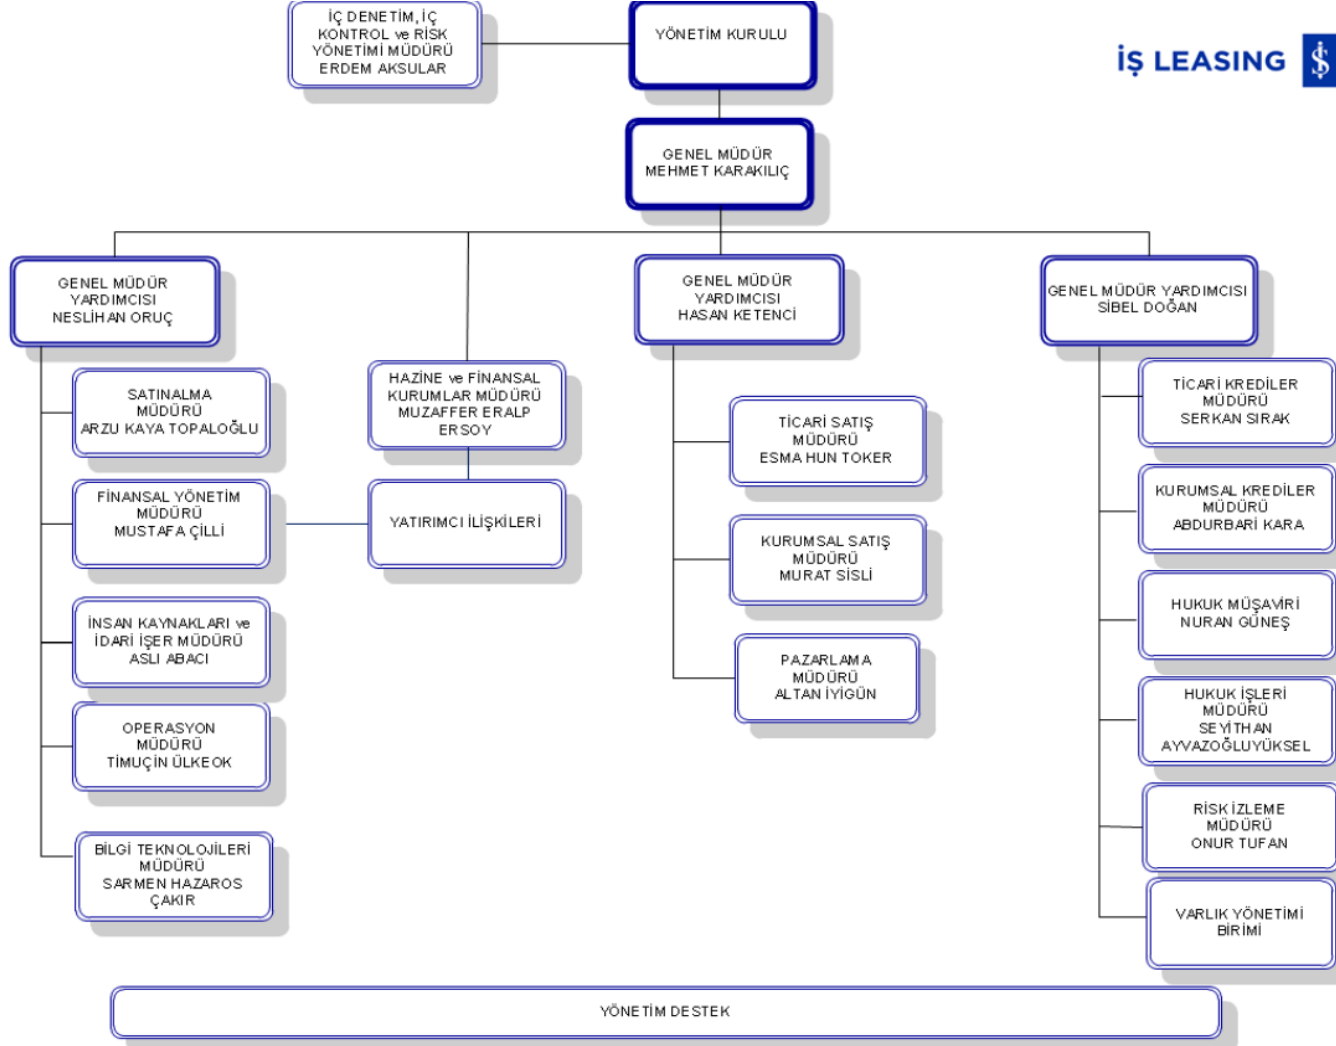 İÇ DENETİM, İÇ
KONTROL ve RİSK
YÖNETİMİ MÜDÜRÜ
ERDEM AKSULAR
YÖNETİM KURULU
İŞ LEASING
GENEL MÜDÜR
MEHMET KARAKILIÇ
GENEL MÜDÜR
YARDIMCISI
NESLİHAN ORUÇ
GENEL MÜDÜR
YARDIMCISI
HASAN KETENCİ
GENEL MÜDÜR YARDIMCISI
SİBEL DOĞAN
SATINALMA
MÜDÜRÜ
ARZU KAYA TOPALOĞLU
FİNANSAL YÖNETİM
MÜDÜRÜ
MUSTAFA ÇİLLİ
İNSAN KAYNAKLARI ve
İDARİ İŞER MÜDÜRÜ
ASLI ABACI
OPERASYON
MÜDÜRÜ
TİMUÇİN ÜLKEOK
BİLGİ TEKNOLOJİLERİ
MÜDÜRÜ
SARMEN HAZAROS
ÇAKIR
HAZİNE ve FİNANSAL
KURUMLAR MÜDÜRÜ
MUZAFFER ERALP
ERSOY
YATIRIMCI İLİŞKİLERİ
TİCARİ SATIŞ
MÜDÜRÜ
ESMA HUN TOKER
KURUMSAL SATIŞ
MÜDÜRÜ
MURAT SİSLİ
PAZARLAMA
MÜDÜRÜ
ALTAN İYİGÜN
TİCARİ KREDİLER
MÜDÜRÜ
SERKAN SIRAK
KURUMSAL KREDİLER
MÜDÜRÜ
ABDURBARİ KARA
HUKUK MÜŞAVİRİ
NURAN GÜNEŞ
HUKUK İŞLERİ
MÜDÜRÜ
SEYİTHAN
AYVAZOĞLUYÜKSEL
RİSK İZLEME
MÜDÜRÜ
ONUR TUFAN
VARLIK YÖNETİMİ
BİRİMİ
YÖNETİM DESTEK